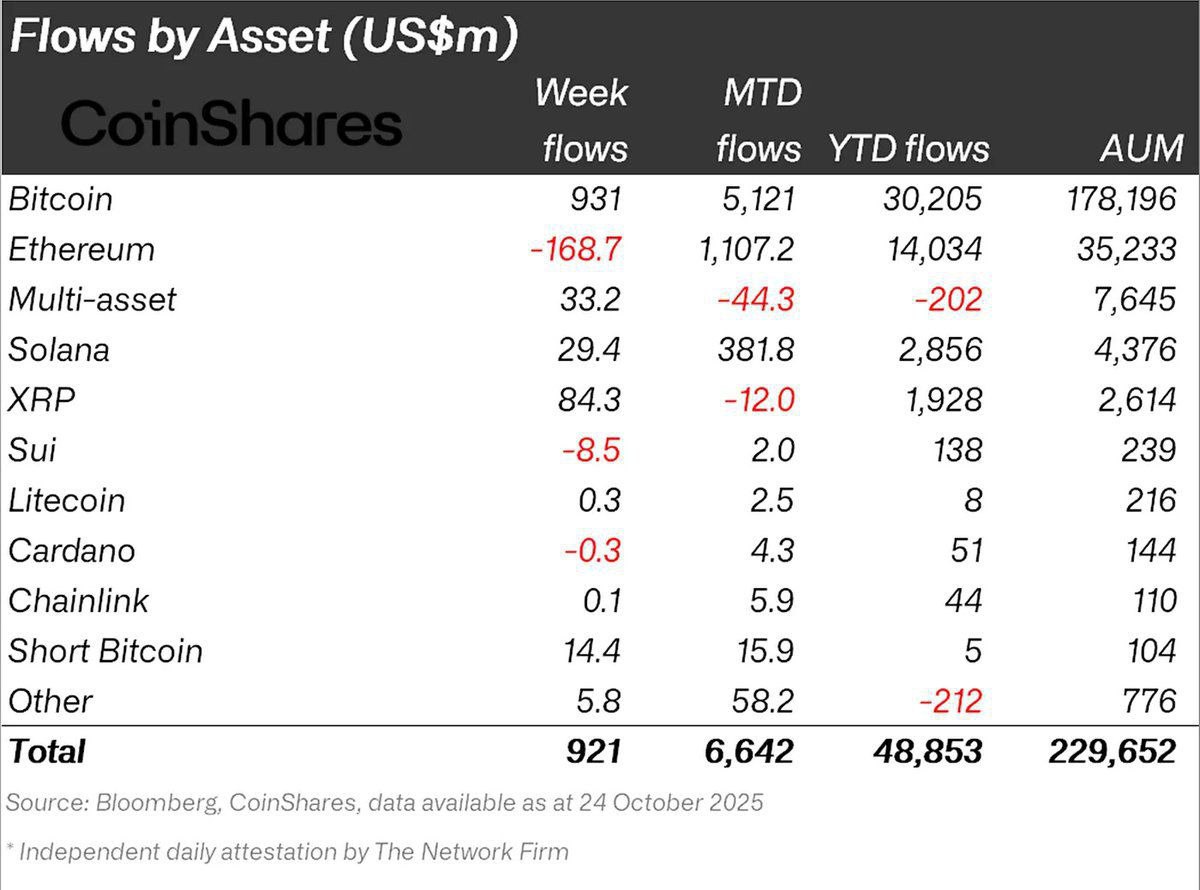 Flows by Asset (US$m)
CoinShares
Week flows MTD flows YTD flows AUM
Bitcoin 931 5,121 30,205 178,196
Ethereum -168.7 1,107.2 14,034 35,233
Multi-asset 33.2 -44.3 -202 7,645
Solana 29.4 381.8 2,856 4,376
XRP 84.3 -12.0 1,928 2,614
Sui -8.5 2.0 138 239
Litecoin 0.3 2.5 8 216
Cardano -0.3 4.3 51 144
Chainlink 0.1 5.9 44 110
Short Bitcoin 14.4 15.9 5 104
Other 5.8 58.2 -212 776
Total 921 6,642 48,853 229,652
Source: Bloomberg, CoinShares, data available as at 24 October 2025
* Independent daily attestation by The Network Firm